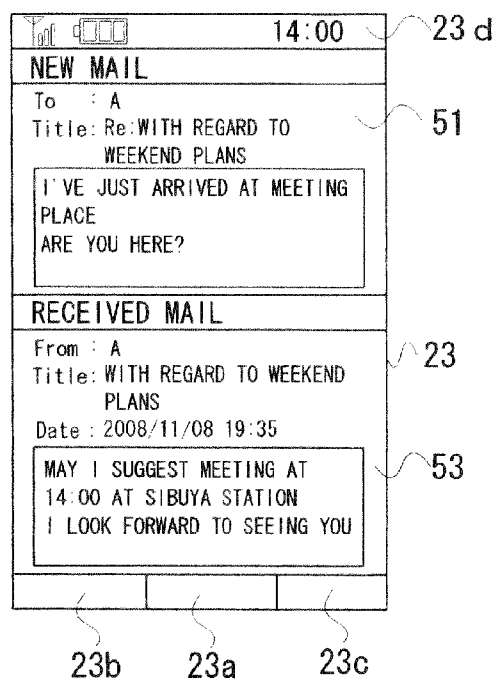 14:00
23 d
NEW MAIL
To : A
51
Title: Re:WITH REGARD TO
WEEKEND PLANS
I'VE JUST ARRIVED AT MEETING
PLACE
ARE YOU HERE?
RECEIVED MAIL
From : A
23
Title: WITH REGARD TO WEEKEND
PLANS
Date : 2008/11/08 19:35
53
MAY I SUGGEST MEETING AT
14:00 AT SIBUYA STATION
I LOOK FORWARD TO SEEING YOU
23b 23a 23c